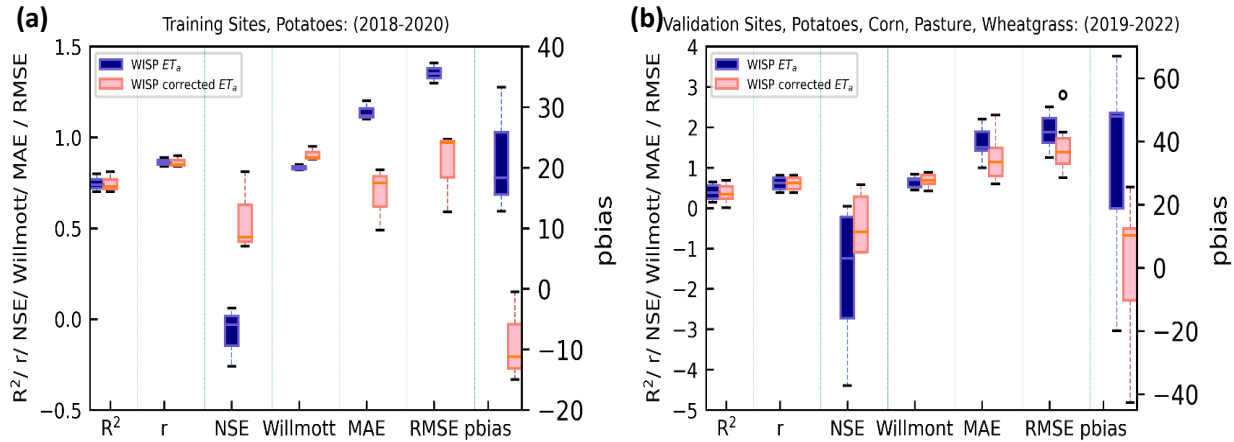 (a)
Training Sites, Potatoes: (2018-2020)
R²/ r/ NSE/ Willmott/ MAE / RMSE
1.5
1.0
0.5
0.0
−0.5
WISP ETa
WISP corrected ETa
40
30
20
10
0
−10
−20
pbias
R² r NSE Willmott MAE RMSE pbias
(b)
Validation Sites, Potatoes, Corn, Pasture, Wheatgrass: (2019-2022)
R²/ r/ NSE/ Willmott/ MAE / RMSE
4
3
2
1
0
−1
−2
−3
−4
−5
WISP ETa
WISP corrected ETa
60
40
20
0
−20
−40
pbias
R² r NSE Willmont MAE RMSE pbias